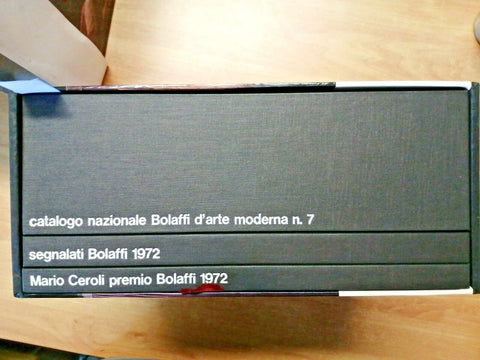 catalogo nazionale Bolaffi d'arte moderna n. 7
segnalati Bolaffi 1972
Mario Ceroli premio Bolaffi 1972